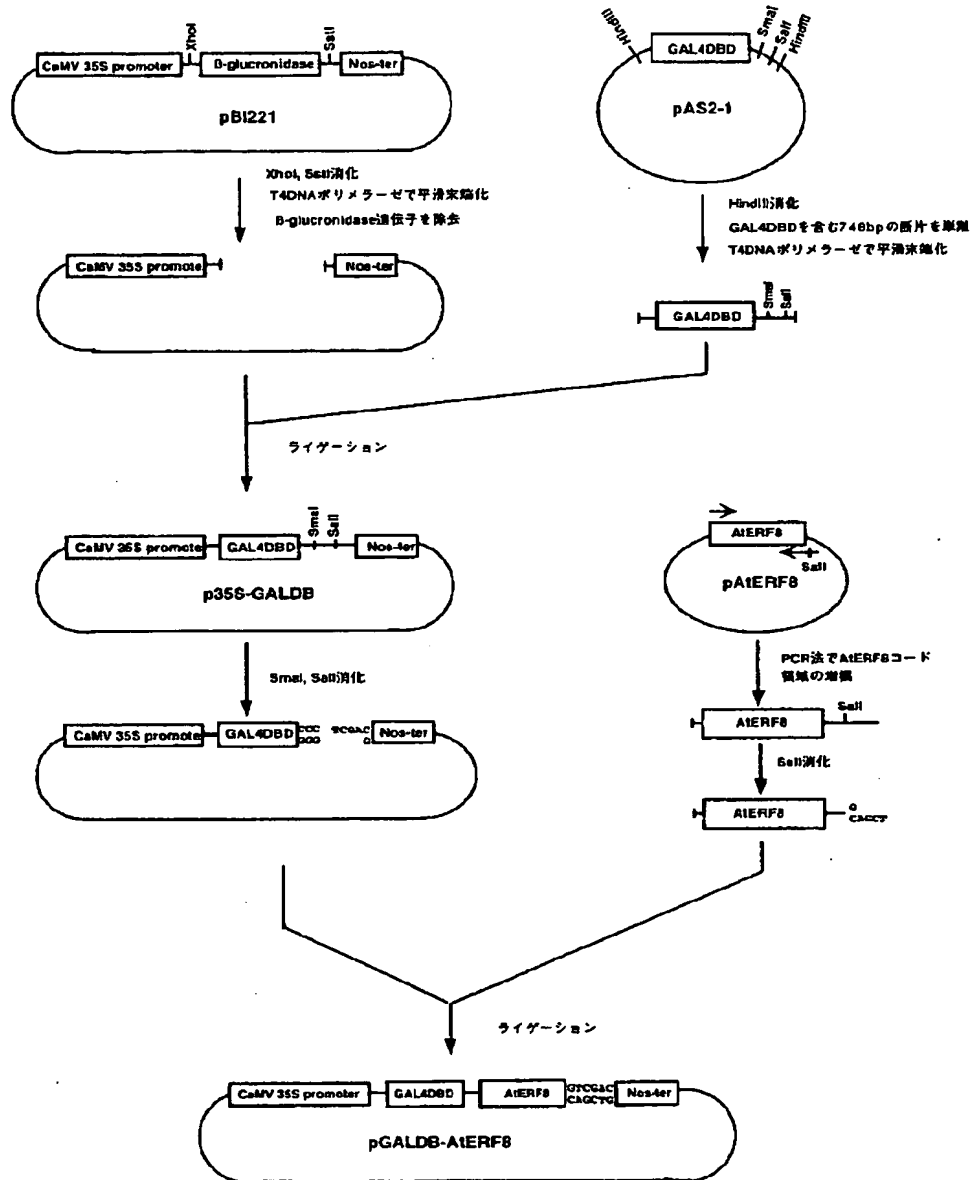 XhoI
SstI
CaMV 35S promoter
B-glucronidase
Nos-ter
pBI221
HindIII
GAL4DBD
SmaI
SalI
HindIII
pAS2-1
XhoI, SstI消化
T4DNAポリメラーゼで平滑末端化
B-glucronidase遺伝子を除去
HindIII消化
GAL4DBDを含む748bpの断片を単離
T4DNAポリメラーゼで平滑末端化
CaMV 35S promote
Nos-ter
GAL4DBD
SmaI
SalI
ライゲーション
CaMV 35S promote
GAL4DBD
SmaI
SalI
Nos-ter
p35S-GALDB
AtERF8
SalI
pAtERF8
SmaI, SalI消化
PCR法でAtERF8コード
領域の増幅
CaMV 35S promote
GAL4DBD
CCC
GGG
TCGAC
G
Nos-ter
AtERF8
SalI
SalI消化
AtERF8
G
CAGCT
ライゲーション
CaMV 35S promoter
GAL4DBD
AtERF8
GTCGAC
CAGCTG
Nos-ter
pGALDB-AtERF8